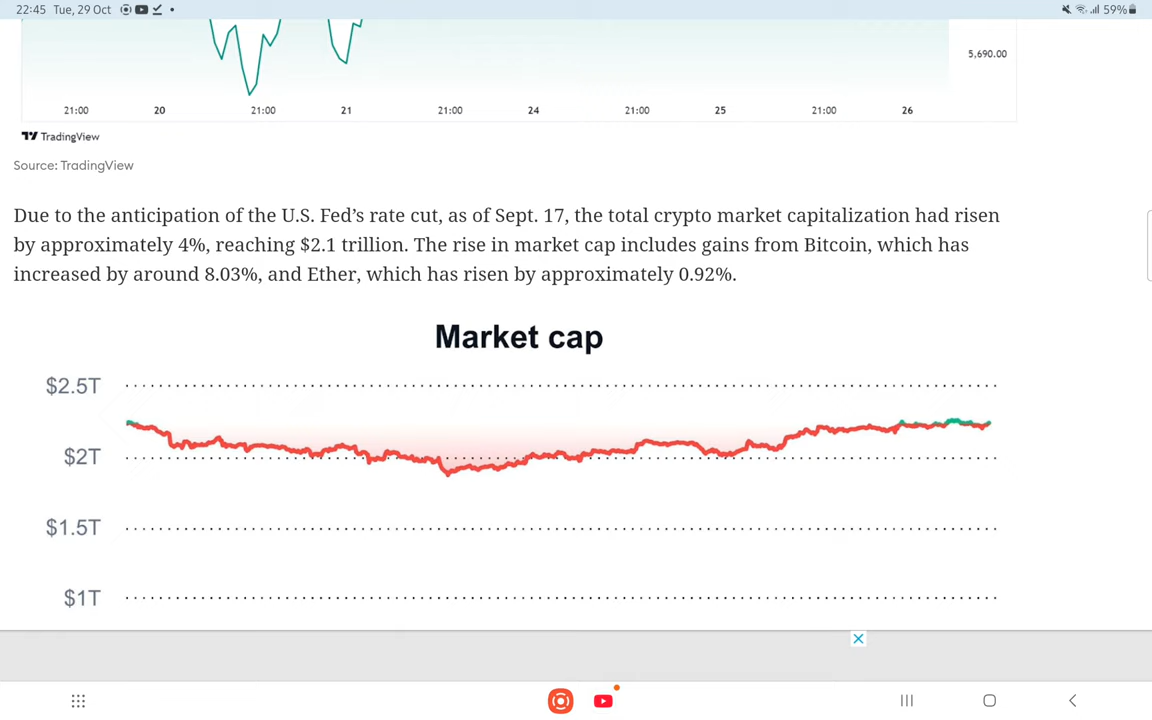 22:45 Tue, 29 Oct
59%
5,690.00
21:00 20 21:00 21 21:00 24 21:00 25 21:00 26
TradingView
Source: TradingView
Due to the anticipation of the U.S. Fed’s rate cut, as of Sept. 17, the total crypto market capitalization had risen
by approximately 4%, reaching $2.1 trillion. The rise in market cap includes gains from Bitcoin, which has
increased by around 8.03%, and Ether, which has risen by approximately 0.92%.
Market cap
$2.5T
$2T
$1.5T
$1T